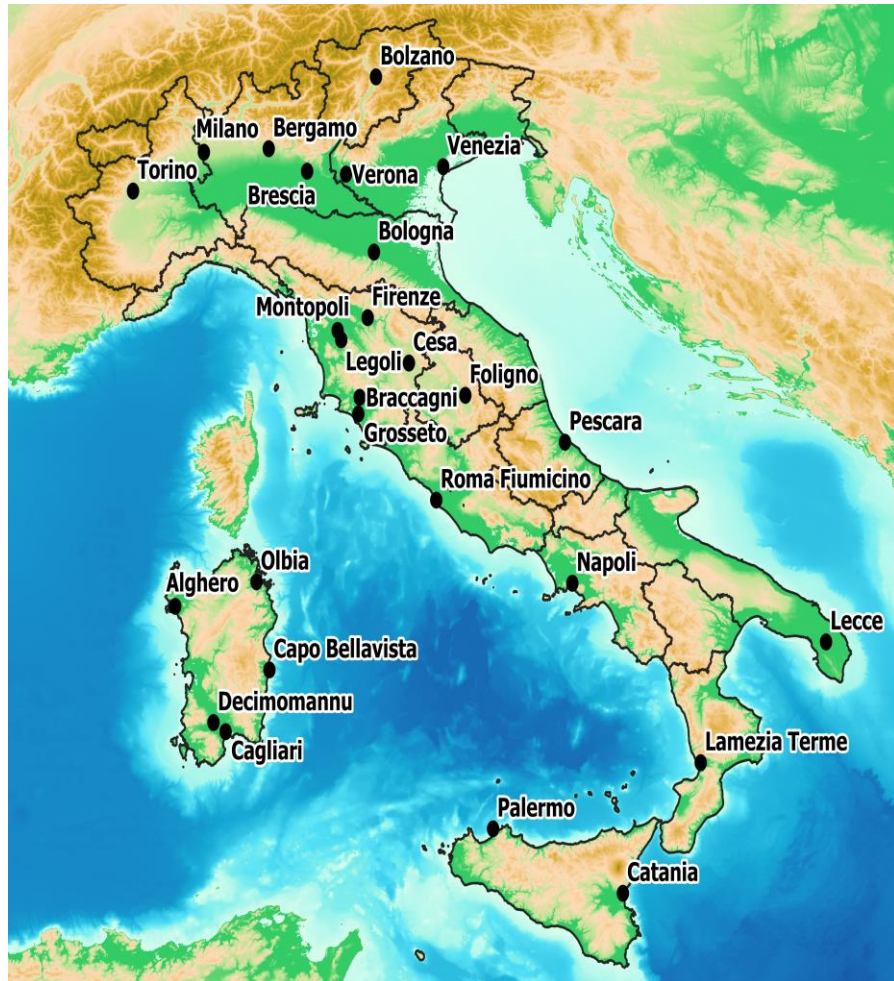 Bolzano
Milano
Bergamo
Venezia
Torino
Verona
Brescia
Bologna
Montopoli
Firenze
Cesa
Legoli
Foligno
Braccagni
Grosseto
Pescara
Roma Fiumicino
Olbia
Napoli
Alghero
Lecce
Capo Bellavista
Decimomannu
Lamezia Terme
Cagliari
Palermo
Catania